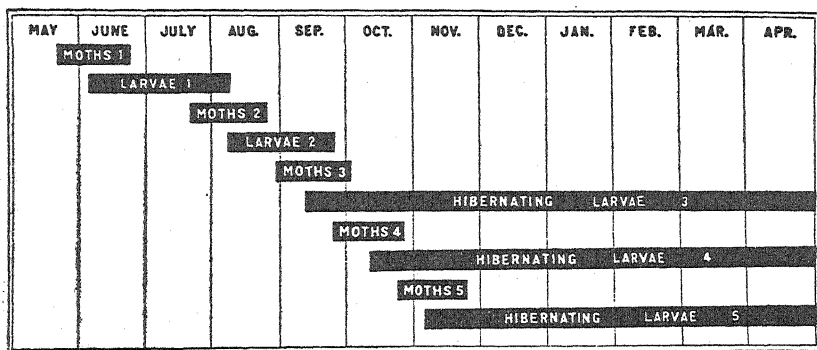 MAY JUNE JULY AUG. SEP. OCT. NOV. DEC. JAN. FEB. MAR. APR.
MOTHS 1
LARVAE 1
MOTHS 2
LARVAE 2
MOTHS 3
HIBERNATING LARVAE 3
MOTHS 4
HIBERNATING LARVAE 4
MOTHS 5
HIBERNATING LARVAE 5